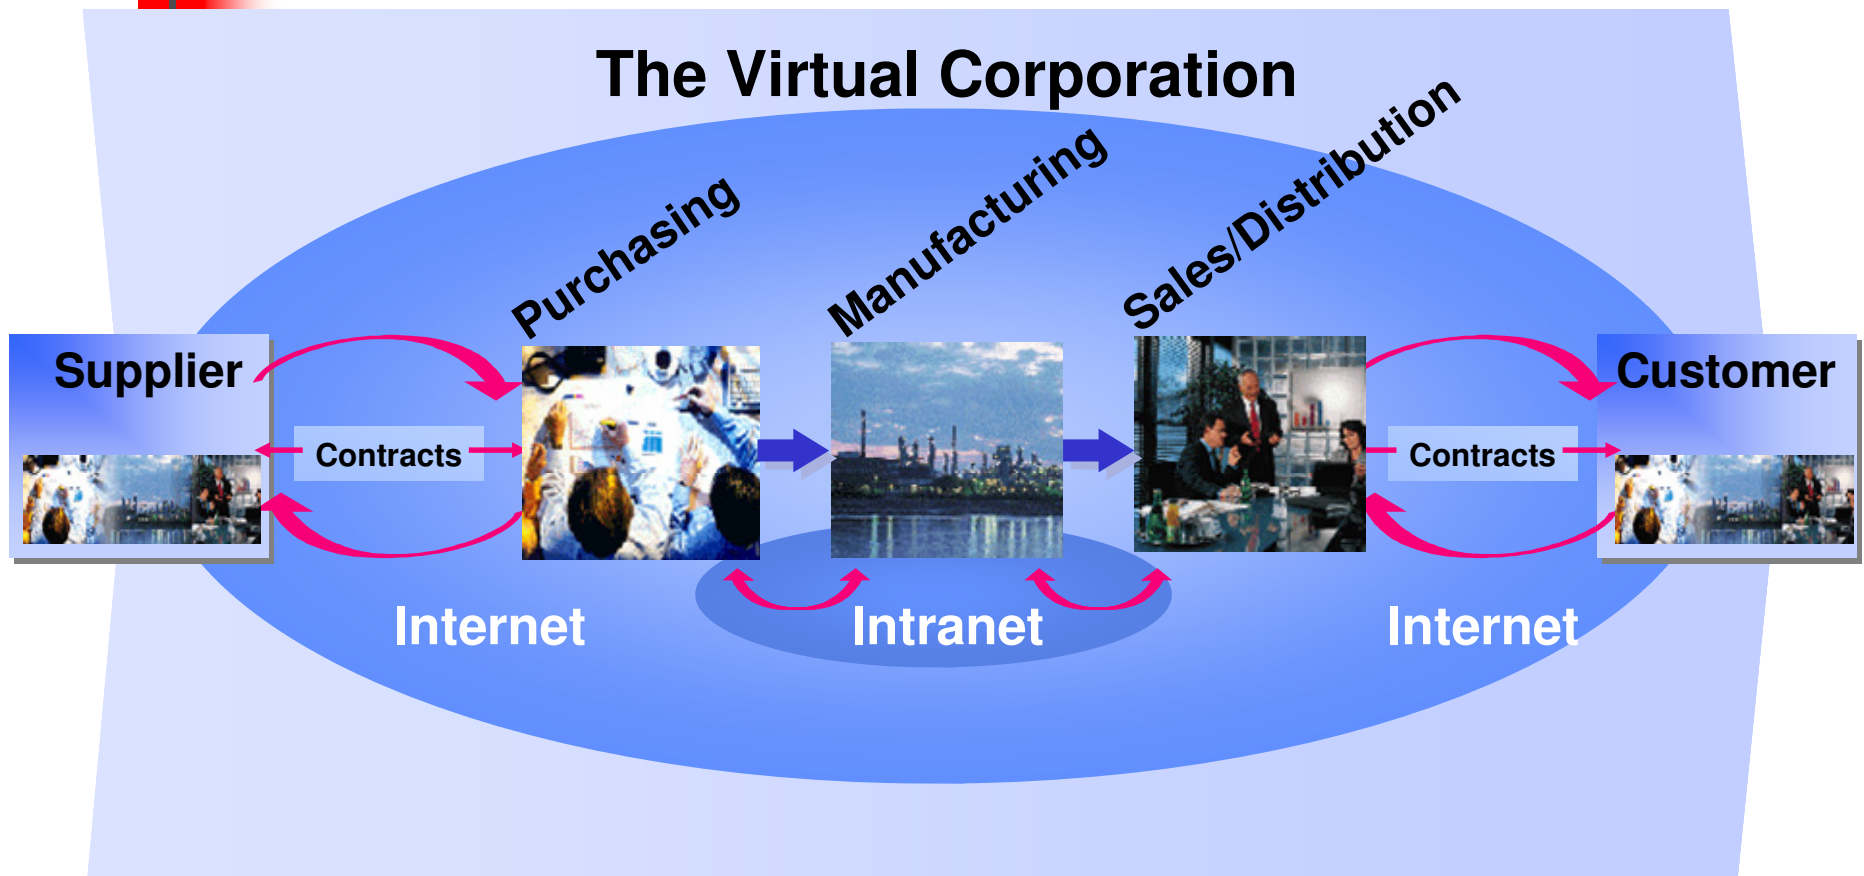 The Virtual Corporation
Purchasing
Manufacturing
Sales/Distribution
Supplier
Contracts
Contracts
Customer
Internet
Intranet
Internet